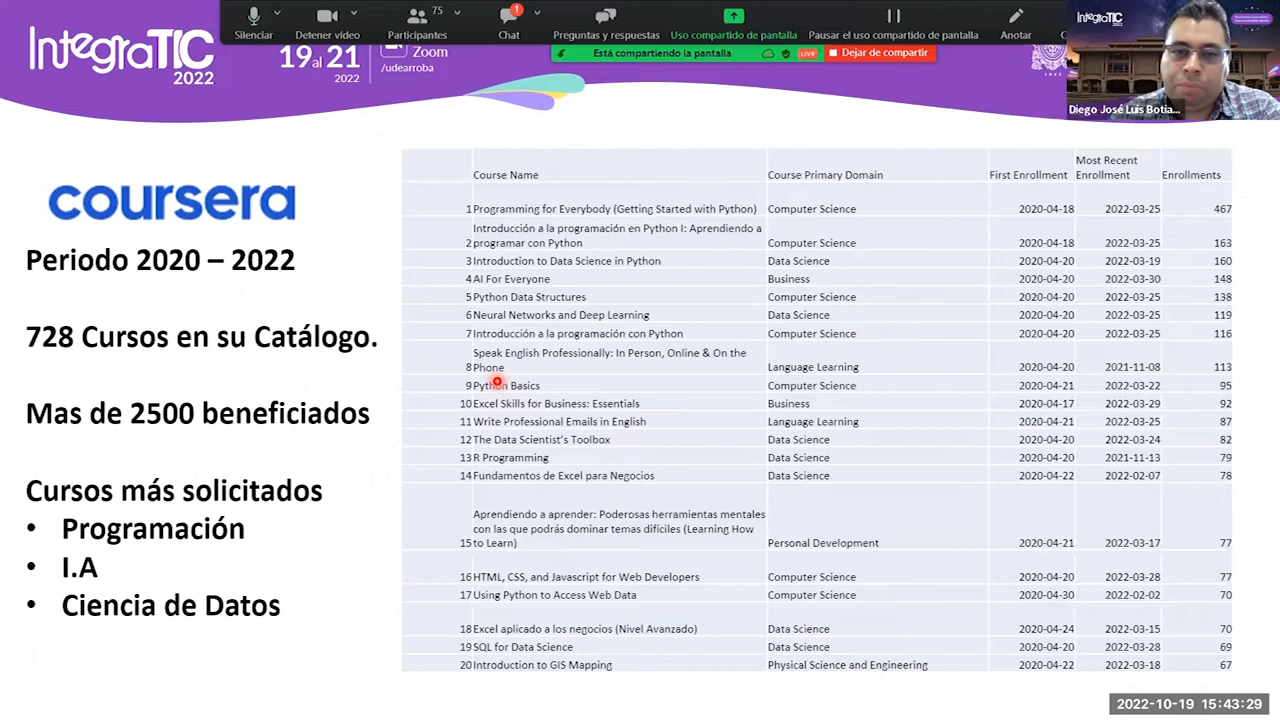 Silenciar
Detener vídeo
75
Participantes
1
Chat
Preguntas y respuestas
Uso compartido de pantalla
Pausar el uso compartido de pantalla
Anotar
IntegraTIC
2022
19 al 21
2022
Zoom
/udearroba
Está compartiendo la pantalla
LIVE
Dejar de compartir
IntegraTIC
2022
Diego José Luis Botia...
coursera
Periodo 2020 – 2022
728 Cursos en su Catálogo.
Mas de 2500 beneficiados
Cursos más solicitados
• Programación
• I.A
• Ciencia de Datos
Course Name Course Primary Domain First Enrollment Most Recent Enrollment Enrollments
1 Programming for Everybody (Getting Started with Python) Computer Science 2020-04-18 2022-03-25 467
Introducción a la programación en Python I: Aprendiendo a
2 programar con Python Computer Science 2020-04-18 2022-03-25 163
3 Introduction to Data Science in Python Data Science 2020-04-20 2022-03-19 160
4 AI For Everyone Business 2020-04-20 2022-03-30 148
5 Python Data Structures Computer Science 2020-04-20 2022-03-25 138
6 Neural Networks and Deep Learning Data Science 2020-04-20 2022-03-25 119
7 Introducción a la programación con Python Computer Science 2020-04-20 2022-03-25 116
Speak English Professionally: In Person, Online & On the
8 Phone Language Learning 2020-04-20 2021-11-08 113
9 Python Basics Computer Science 2020-04-21 2022-03-22 95
10 Excel Skills for Business: Essentials Business 2020-04-17 2022-03-29 92
11 Write Professional Emails in English Language Learning 2020-04-21 2022-03-25 87
12 The Data Scientist's Toolbox Data Science 2020-04-20 2022-03-24 82
13 R Programming Data Science 2020-04-20 2021-11-13 79
14 Fundamentos de Excel para Negocios Data Science 2020-04-22 2022-02-07 78
Aprendiendo a aprender: Poderosas herramientas mentales
con las que podrás dominar temas difíciles (Learning How
15 to Learn) Personal Development 2020-04-21 2022-03-17 77
16 HTML, CSS, and Javascript for Web Developers Computer Science 2020-04-20 2022-03-28 77
17 Using Python to Access Web Data Computer Science 2020-04-30 2022-02-02 70
18 Excel aplicado a los negocios (Nivel Avanzado) Data Science 2020-04-24 2022-03-15 70
19 SQL for Data Science Data Science 2020-04-20 2022-03-28 69
20 Introduction to GIS Mapping Physical Science and Engineering 2020-04-22 2022-03-18 67
2022-10-19 15:43:29